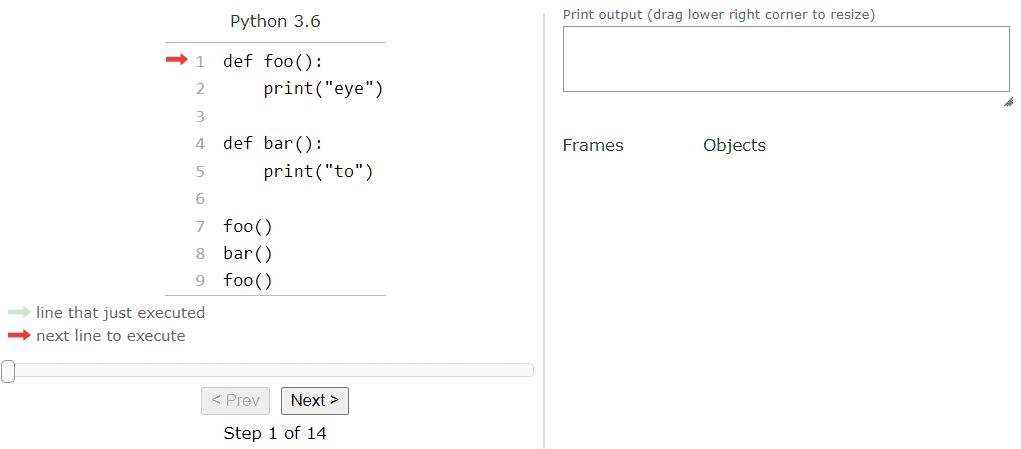 Python 3.6
1 def foo():
2     print("eye")
3
4 def bar():
5     print("to")
6
7 foo()
8 bar()
9 foo()
line that just executed
next line to execute
< Prev Next >
Step 1 of 14
Print output (drag lower right corner to resize)
Frames Objects